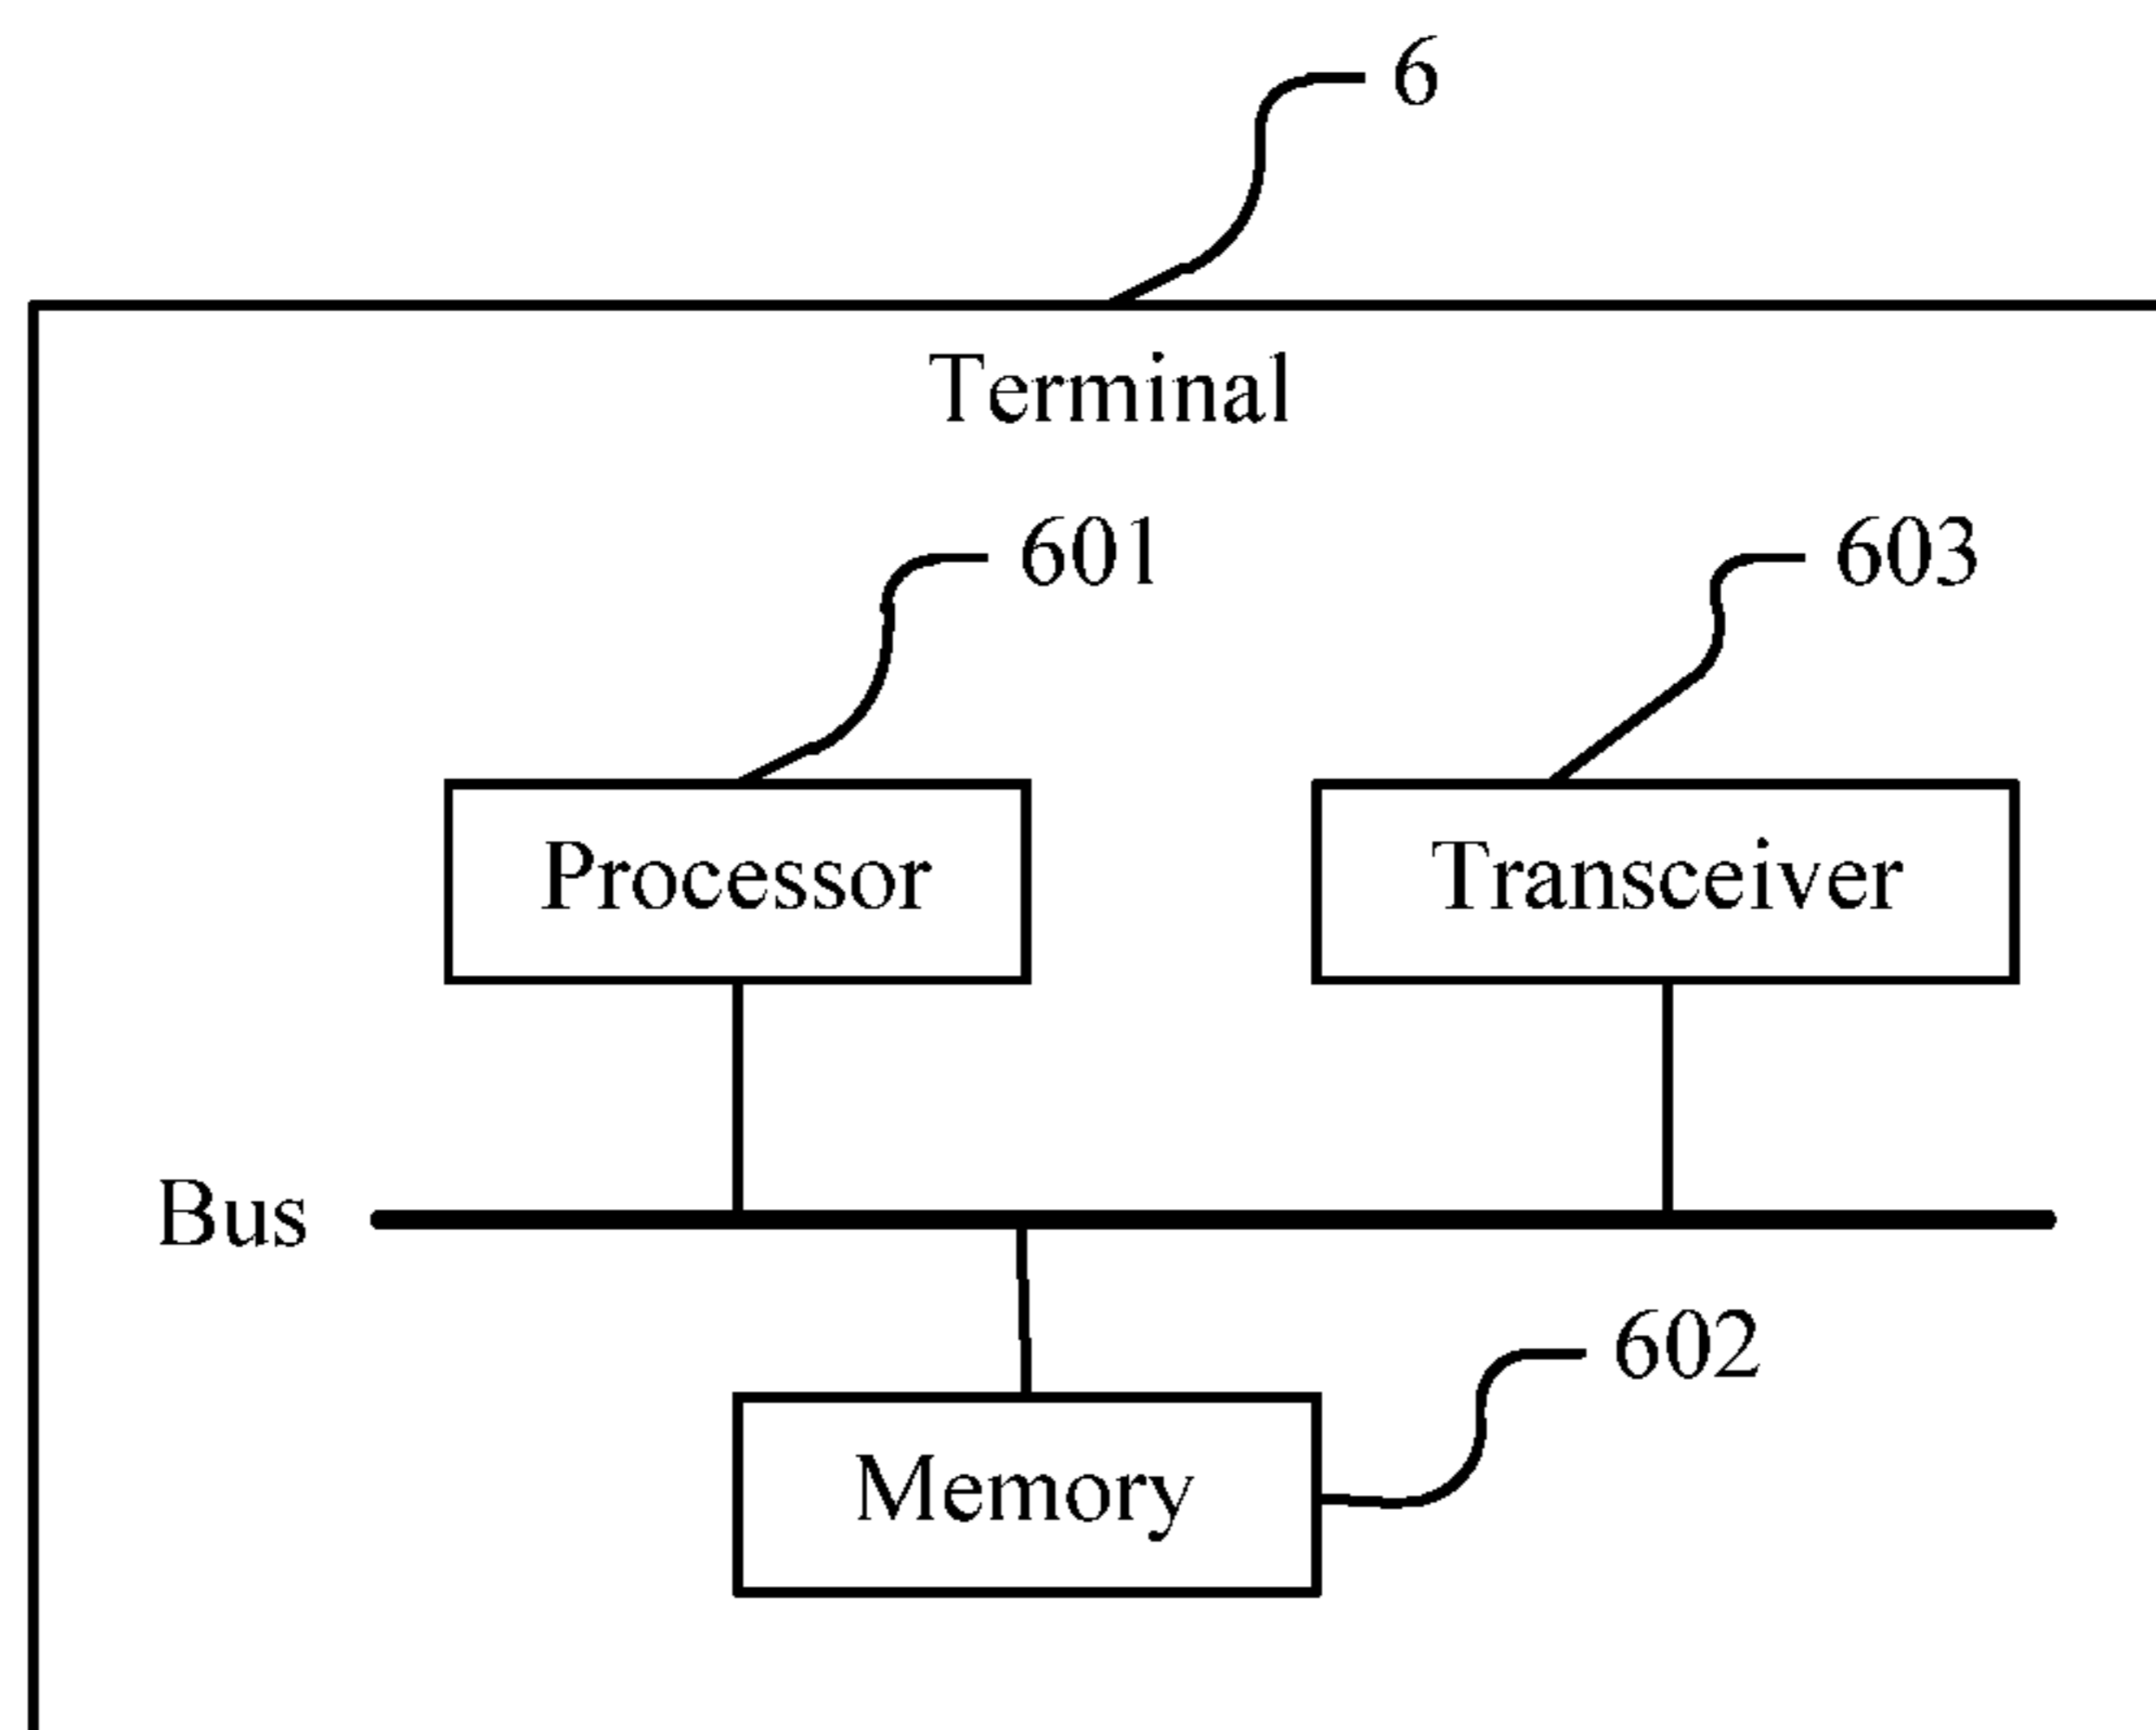 6
Terminal
601
603
Processor
Transceiver
Bus
602
Memory